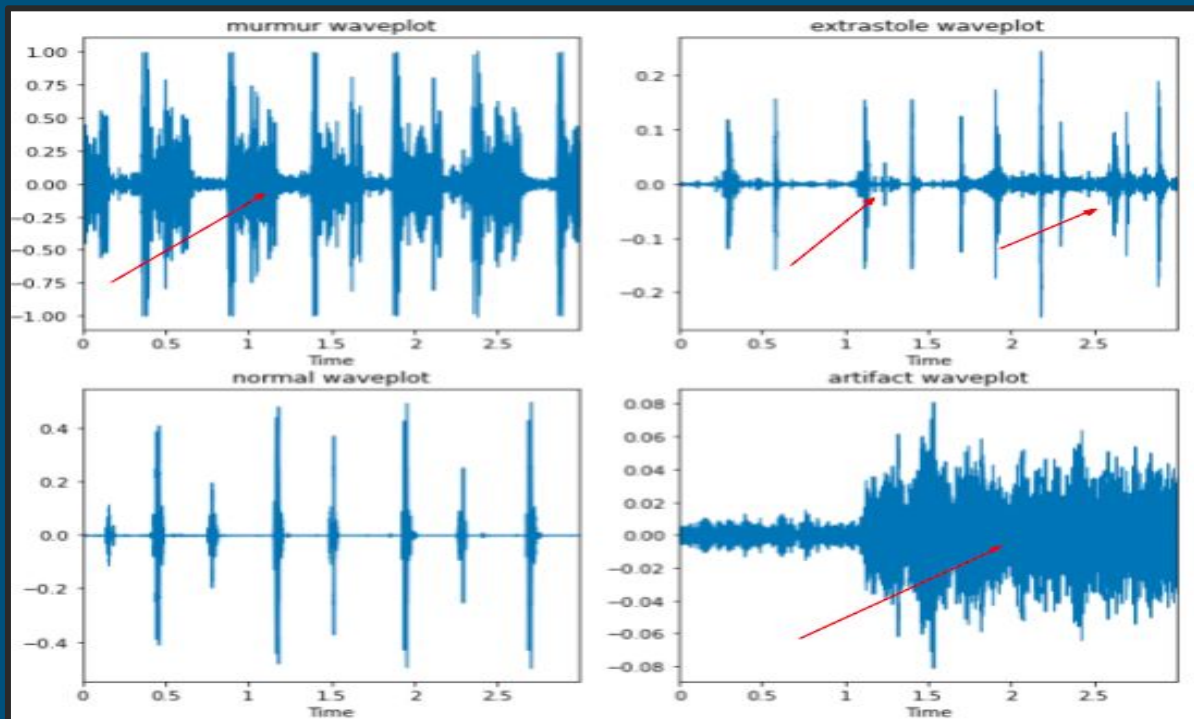 murmur waveplot
1.00
0.75
0.50
0.25
0.00
−0.25
−0.50
−0.75
−1.00
0 0.5 1 1.5 2 2.5
Time
extrastole waveplot
0.2
0.1
0.0
−0.1
−0.2
0 0.5 1 1.5 2 2.5
Time
normal waveplot
0.4
0.2
0.0
−0.2
−0.4
0 0.5 1 1.5 2 2.5
Time
artifact waveplot
0.08
0.06
0.04
0.02
0.00
−0.02
−0.04
−0.06
−0.08
0 0.5 1 1.5 2 2.5
Time